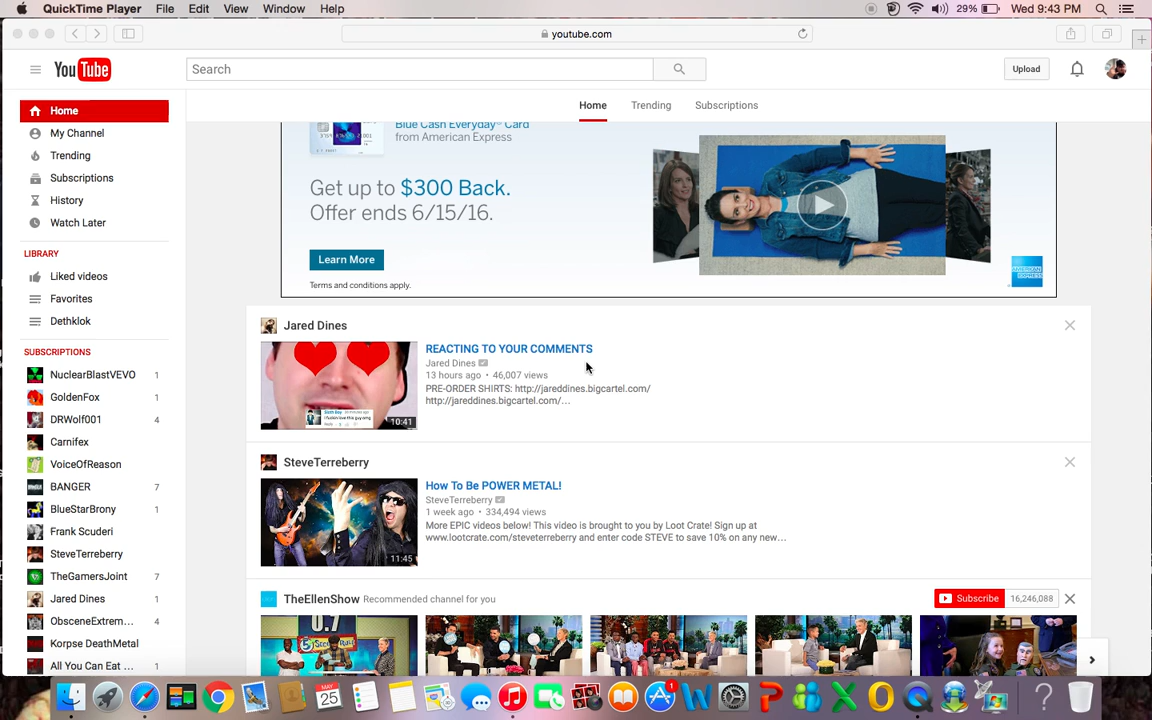 QuickTime Player File Edit View Window Help 29% Wed 9:43 PM
youtube.com
YouTube Search Upload
Home Trending Subscriptions
Home
My Channel
Trending
Subscriptions
History
Watch Later
LIBRARY
Liked videos
Favorites
Dethklok
SUBSCRIPTIONS
NuclearBlastVEVO 1
GoldenFox 1
DRWolf001 4
Carnifex
VoiceOfReason
BANGER 7
BlueStarBrony 1
Frank Scuderi
SteveTerreberry
TheGamersJoint 7
Jared Dines 1
ObsceneExtrem... 4
Korpse DeathMetal
All You Can Eat ... 1
Blue Cash Everyday® Card
from American Express
Get up to $300 Back.
Offer ends 6/15/16.
Learn More
Terms and conditions apply.
Jared Dines
REACTING TO YOUR COMMENTS
Jared Dines
13 hours ago • 46,007 views
PRE-ORDER SHIRTS: http://jareddines.bigcartel.com/
http://jareddines.bigcartel.com/...
10:41
SteveTerreberry
How To Be POWER METAL!
SteveTerreberry
1 week ago • 334,494 views
More EPIC videos below! This video is brought to you by Loot Crate! Sign up at
www.lootcrate.com/steveterreberry and enter code STEVE to save 10% on any new...
11:45
TheEllenShow Recommended channel for you
Subscribe 16,246,088
MAY
25